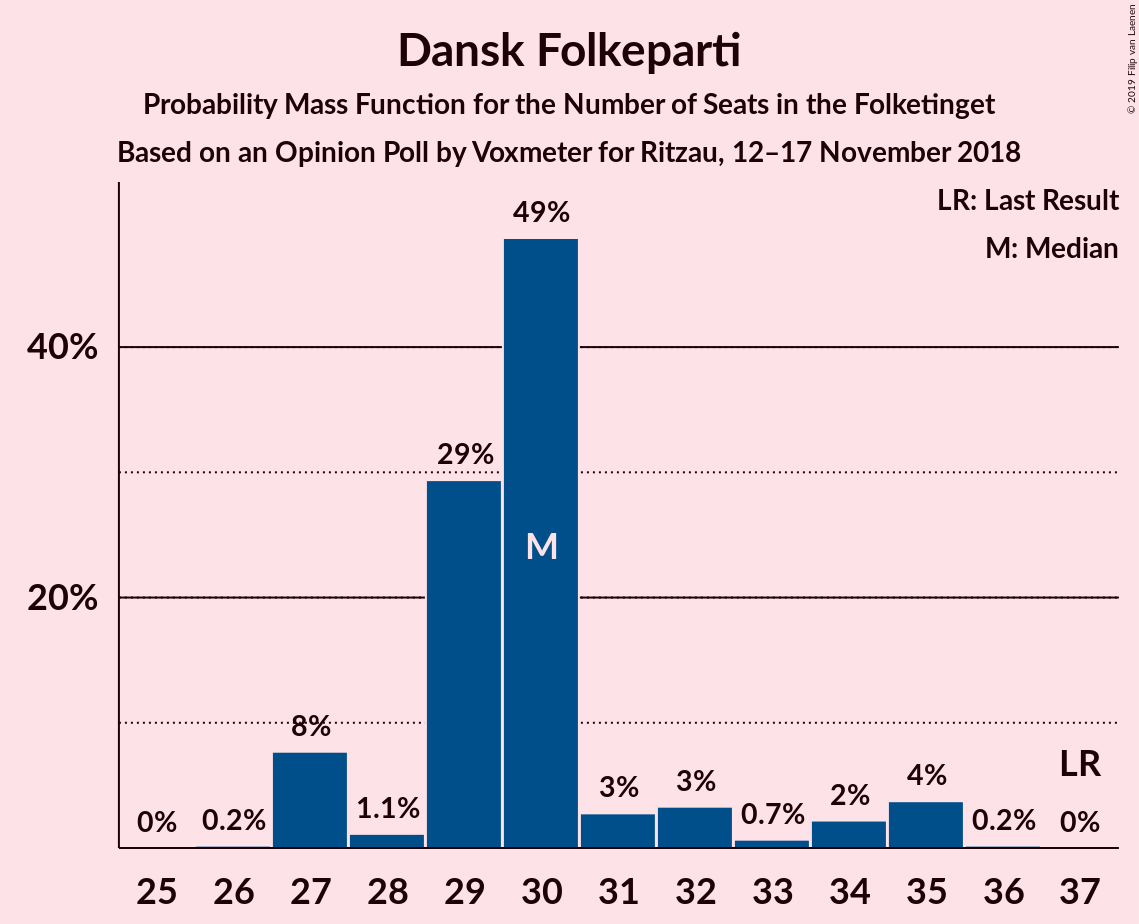 Dansk Folkeparti
Probability Mass Function for the Number of Seats in the Folketinget
Based on an Opinion Poll by Voxmeter for Ritzau, 12–17 November 2018
© 2019 Filip van Laenen
LR: Last Result
M: Median
40%
20%
0%
0.2%
8%
1.1%
29%
49%
M
3%
3%
0.7%
2%
4%
0.2%
LR
0%
25 26 27 28 29 30 31 32 33 34 35 36 37